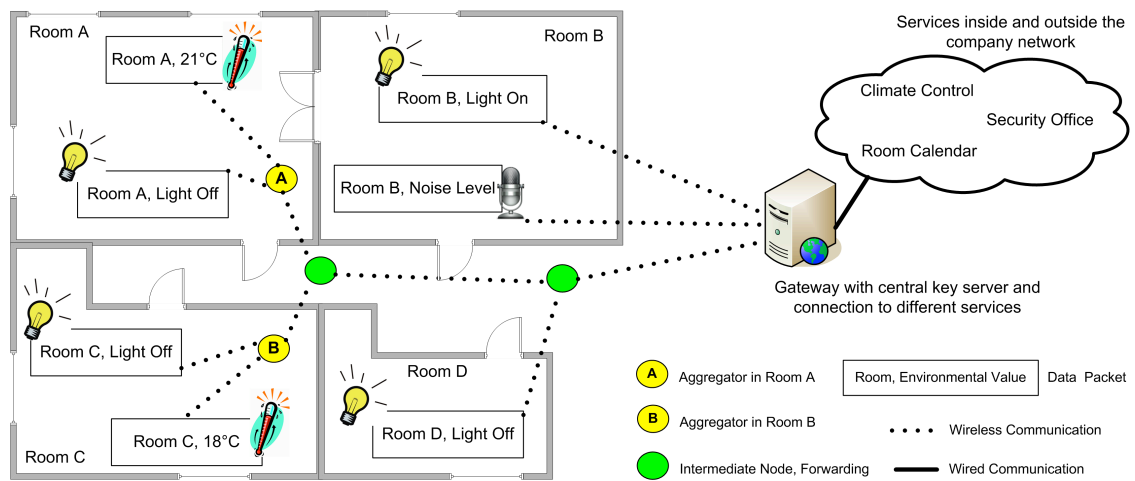 Room A
Room A, 21°C
Room A, Light Off
A
Room B
Room B, Light On
Room B, Noise Level
Services inside and outside the
company network
Climate Control
Security Office
Room Calendar
Gateway with central key server and
connection to different services
Room C, Light Off
B
Room C, 18°C
Room C
Room D
Room D, Light Off
A
Aggregator in Room A
Room, Environmental Value
Data Packet
B
Aggregator in Room B
Wireless Communication
Intermediate Node, Forwarding
Wired Communication